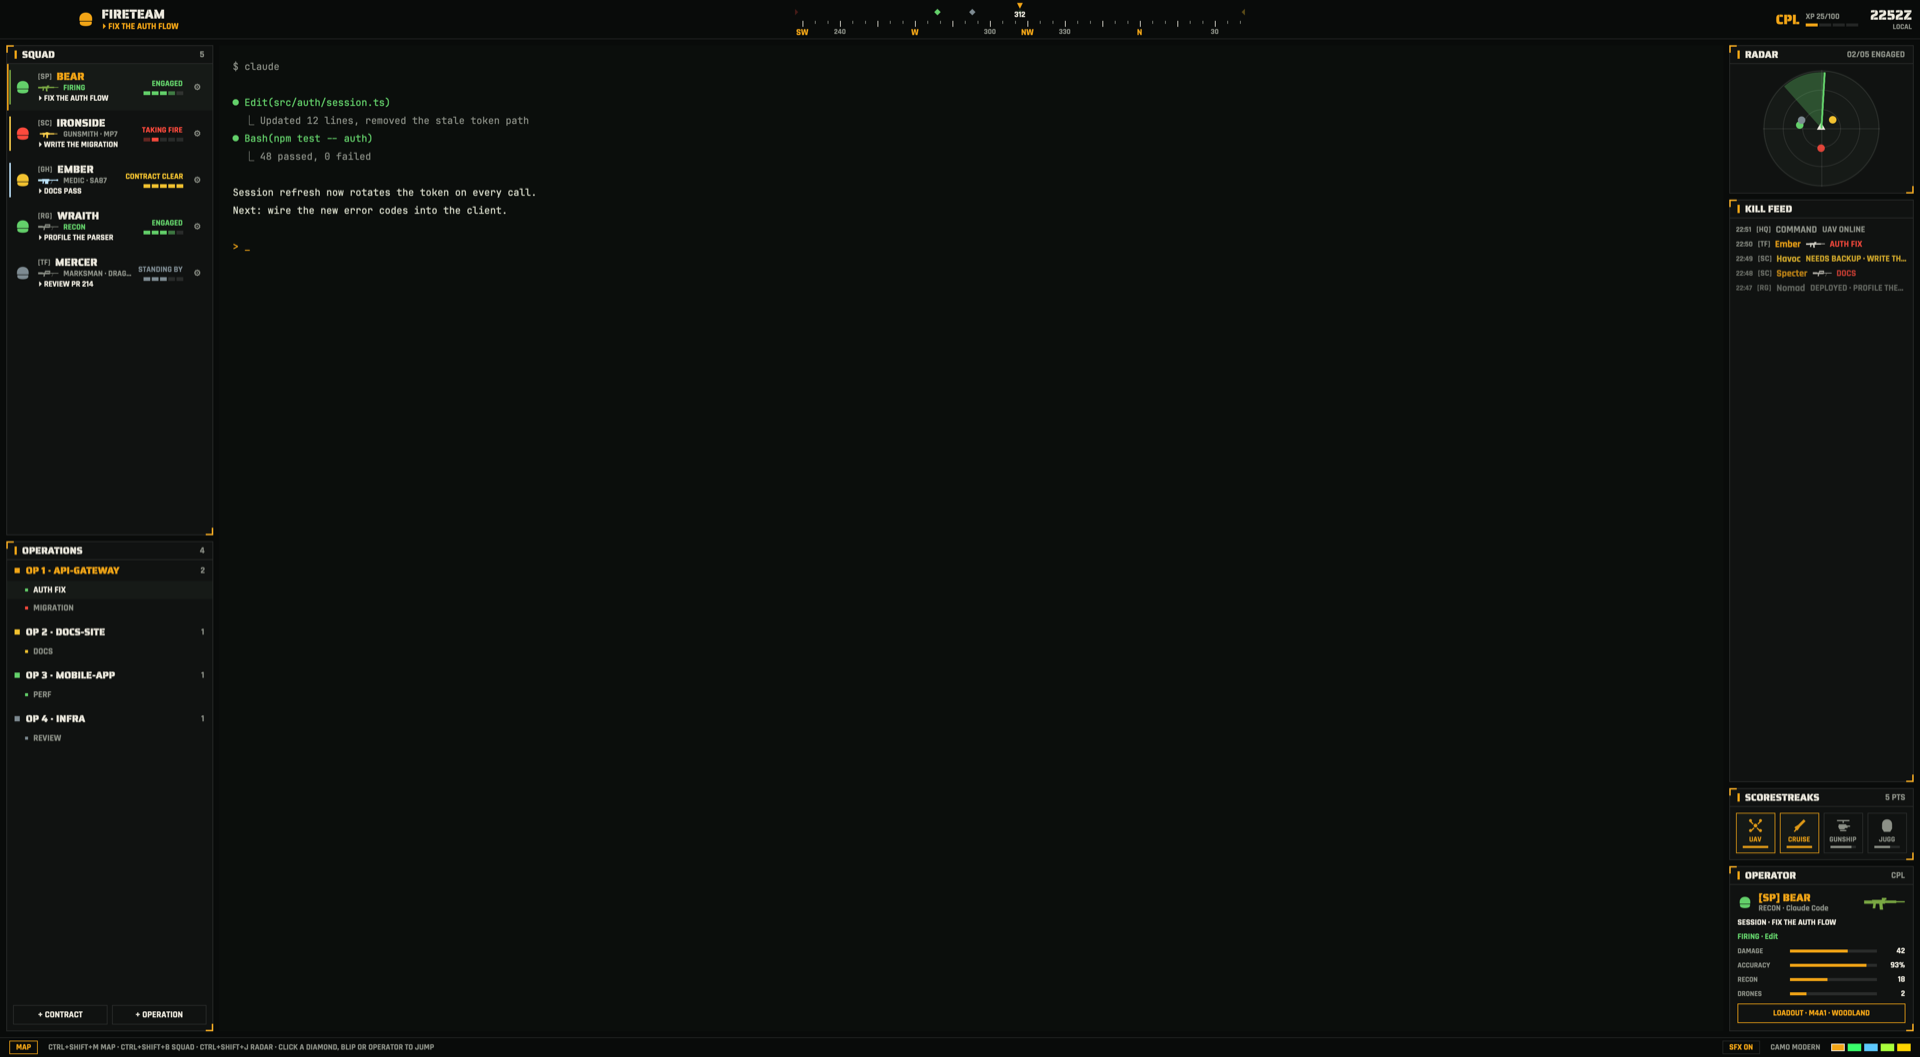 FIRETEAM
FIX THE AUTH FLOW
312
SW 240 W 300 NW 330 N 30
CPL XP 25/100
2252Z
LOCAL
SQUAD 5
[SP] BEAR
FIRING
FIX THE AUTH FLOW
ENGAGED
[SC] IRONSIDE
GUNSMITH · MP7
WRITE THE MIGRATION
TAKING FIRE
[GH] EMBER
MEDIC · SA87
DOCS PASS
CONTRACT CLEAR
[RG] WRAITH
RECON
PROFILE THE PARSER
ENGAGED
[TF] MERCER
MARKSMAN · DRAG...
REVIEW PR 214
STANDING BY
OPERATIONS 4
OP 1 · API-GATEWAY 2
AUTH FIX
MIGRATION
OP 2 · DOCS-SITE 1
DOCS
OP 3 · MOBILE-APP 1
PERF
OP 4 · INFRA 1
REVIEW
+ CONTRACT
+ OPERATION
$ claude
Edit(src/auth/session.ts)
Updated 12 lines, removed the stale token path
Bash(npm test -- auth)
48 passed, 0 failed
Session refresh now rotates the token on every call.
Next: wire the new error codes into the client.
> _
RADAR 02/05 ENGAGED
KILL FEED
22:51 [HQ] COMMAND UAV ONLINE
22:50 [TF] Ember AUTH FIX
22:49 [SC] Havoc NEEDS BACKUP · WRITE TH...
22:48 [SC] Specter DOCS
22:47 [RG] Nomad DEPLOYED · PROFILE THE...
SCORESTREAKS 5 PTS
UAV
CRUISE
GUNSHIP
JUGG
OPERATOR CPL
[SP] BEAR
RECON · Claude Code
SESSION · FIX THE AUTH FLOW
FIRING · Edit
DAMAGE 42
ACCURACY 93%
RECON 18
DRONES 2
LOADOUT · M4A1 · WOODLAND
MAP
CTRL+SHIFT+M MAP · CTRL+SHIFT+B SQUAD · CTRL+SHIFT+J RADAR · CLICK A DIAMOND, BLIP OR OPERATOR TO JUMP
SFX ON
CAMO MODERN